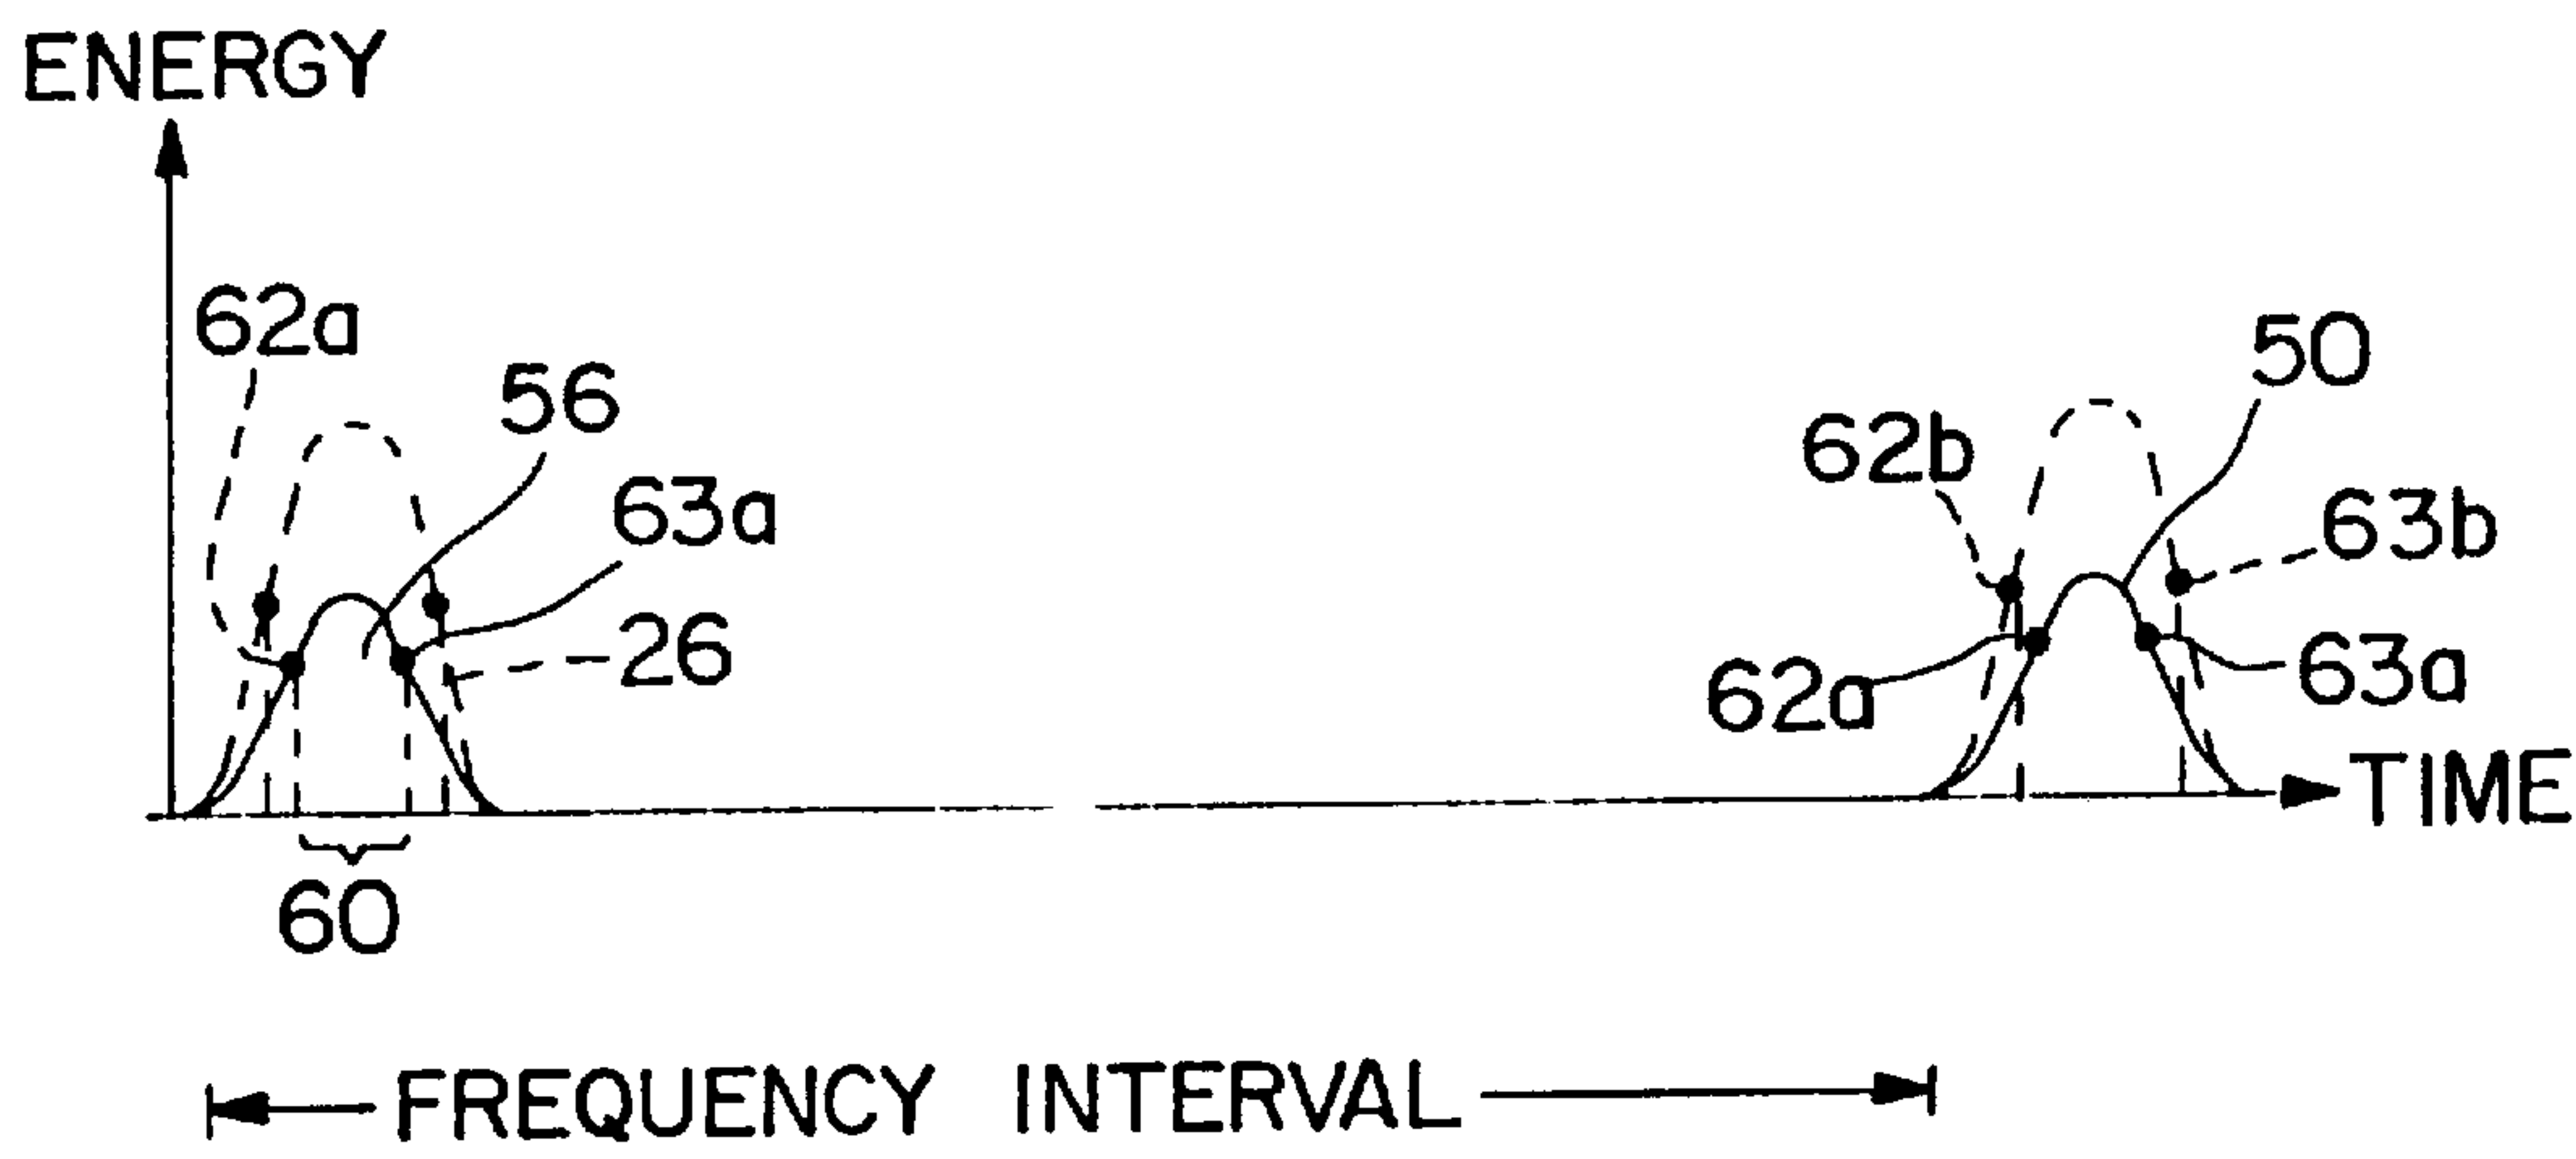 ENERGY
62a
56
63a
26
60
62b
50
63b
62a
63a
TIME
FREQUENCY INTERVAL